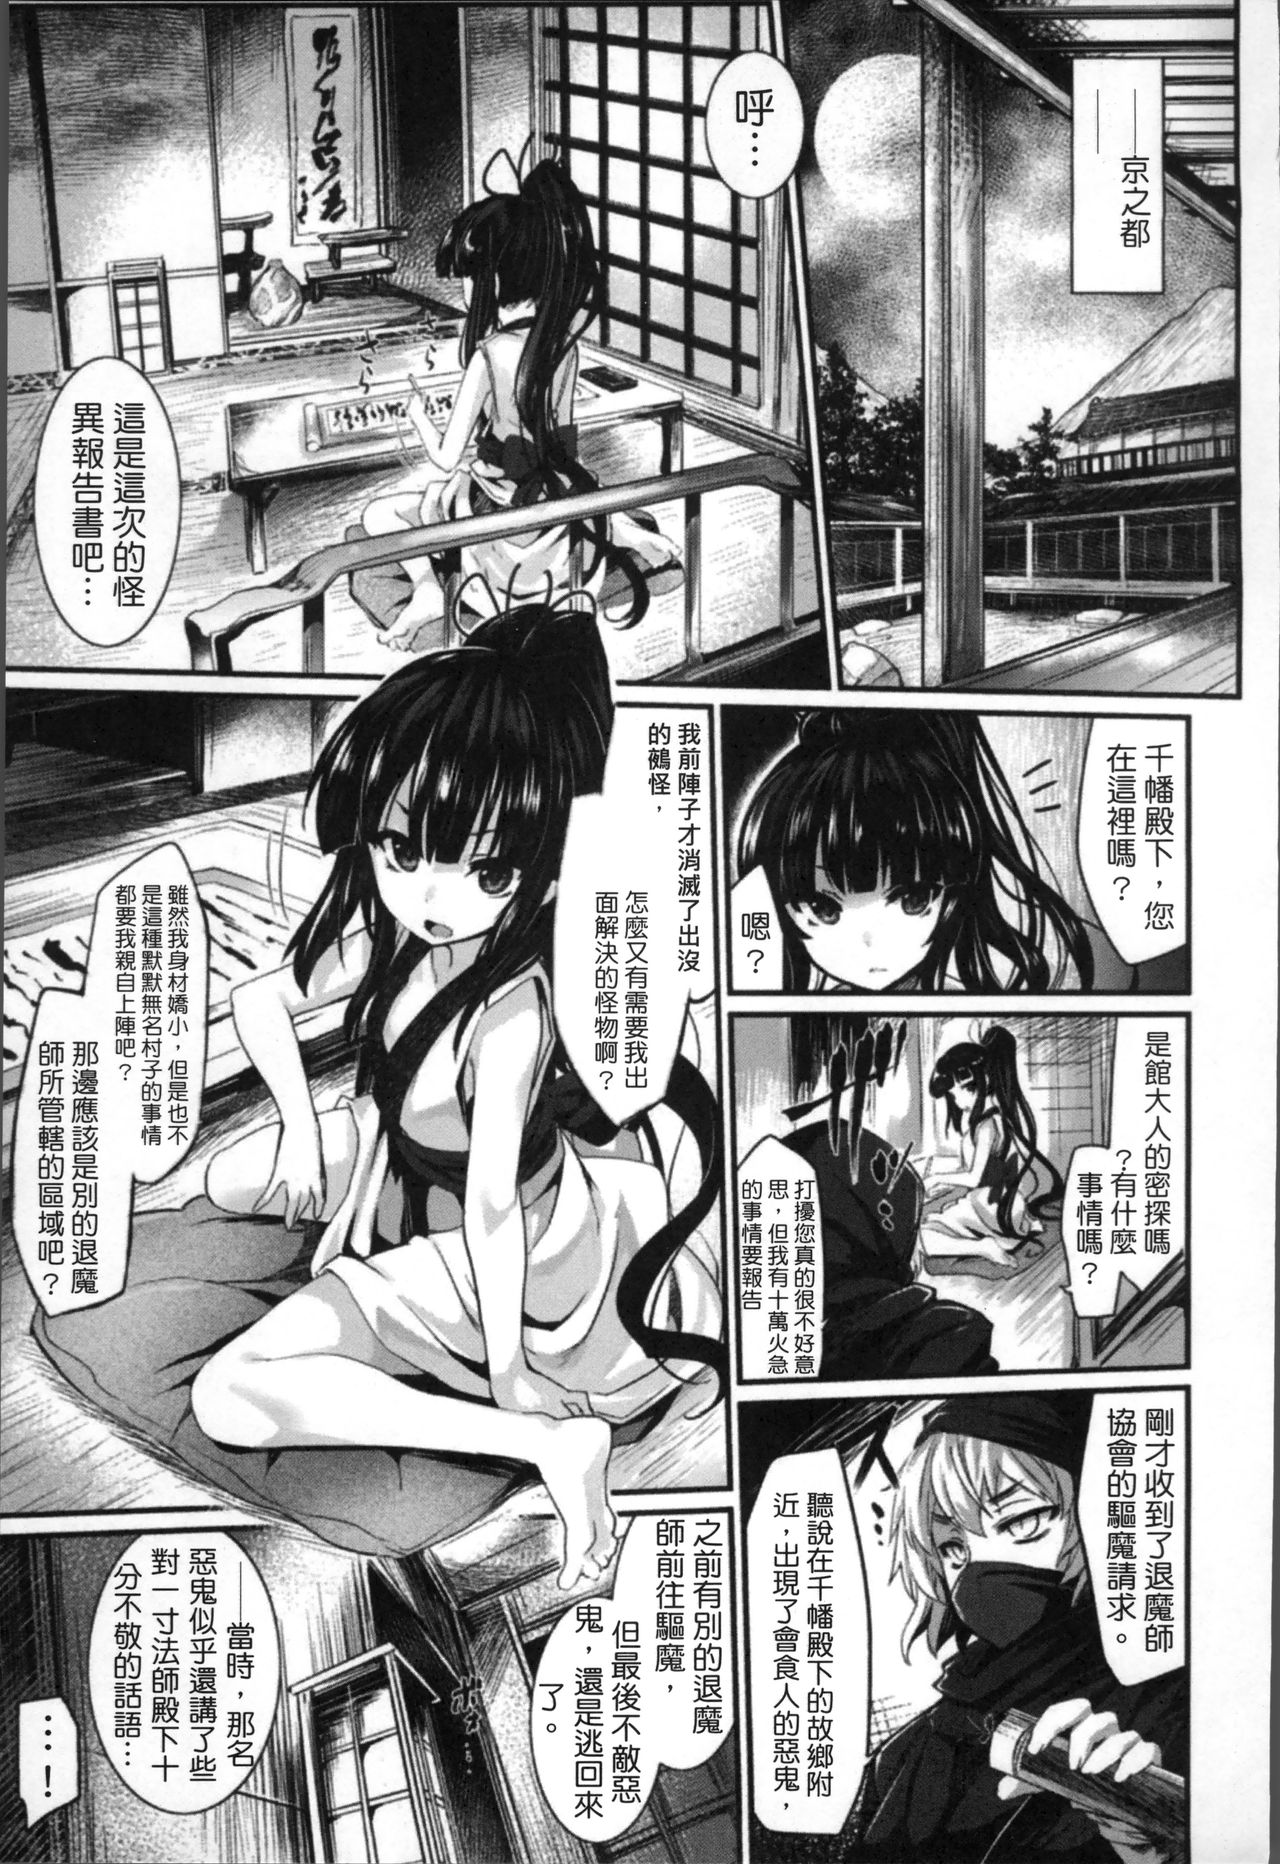 ——京之都——
呼…
さら
さら
這是這次的怪
異報告書吧…
千幡殿下，您
在這裡嗎？
嗯？
是館大人的密探嗎
？有什麼
事情嗎？
打擾您真的很不好意
思，但我有十萬火急
的事情要報告
我前陣子才消滅了出沒
的鵺怪，
怎麼又有需要我出
面解決的怪物啊？
雖然我身材嬌小，但是也不
是這種默默無名村子的事情
都要我親自上陣吧？
那邊應該是別的退魔
師所管轄的區域吧？
剛才收到了退魔師
協會的驅魔請求。
聽說在千幡殿下的故鄉附
近，出現了會食人的惡鬼，
之前有別的退魔
師前往驅魔，
但最後不敵惡
鬼，還是逃回來
了。
——當時，那名
惡鬼似乎還講了些
對一寸法師殿下十
分不敬的話語…
…！